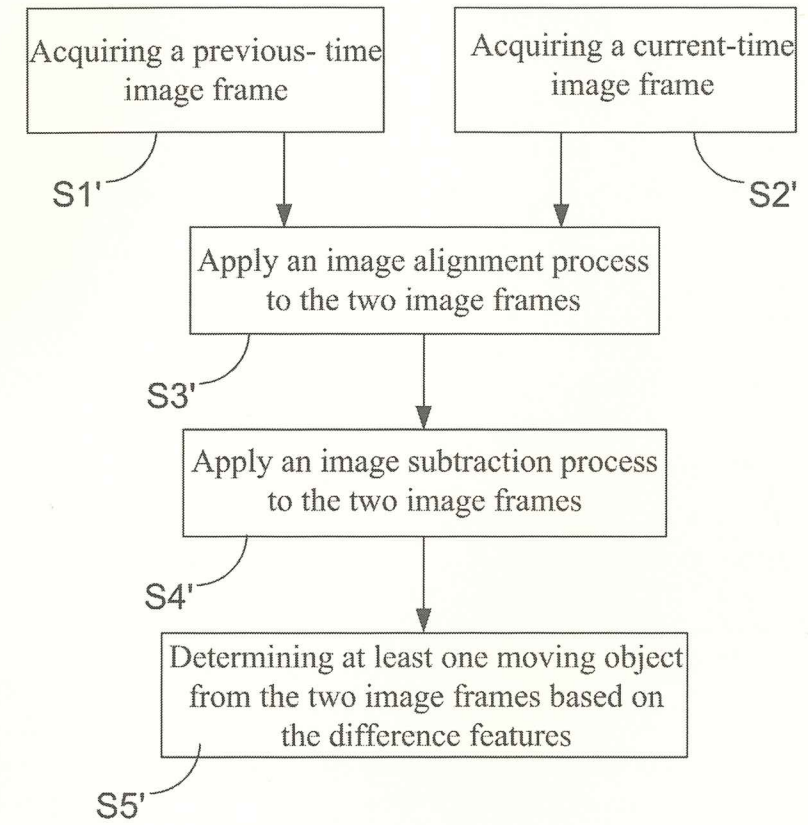 Acquiring a previous- time
image frame
Acquiring a current-time
image frame
S1'
S2'
Apply an image alignment process
to the two image frames
S3'
Apply an image subtraction process
to the two image frames
S4'
Determining at least one moving object
from the two image frames based on
the difference features
S5'